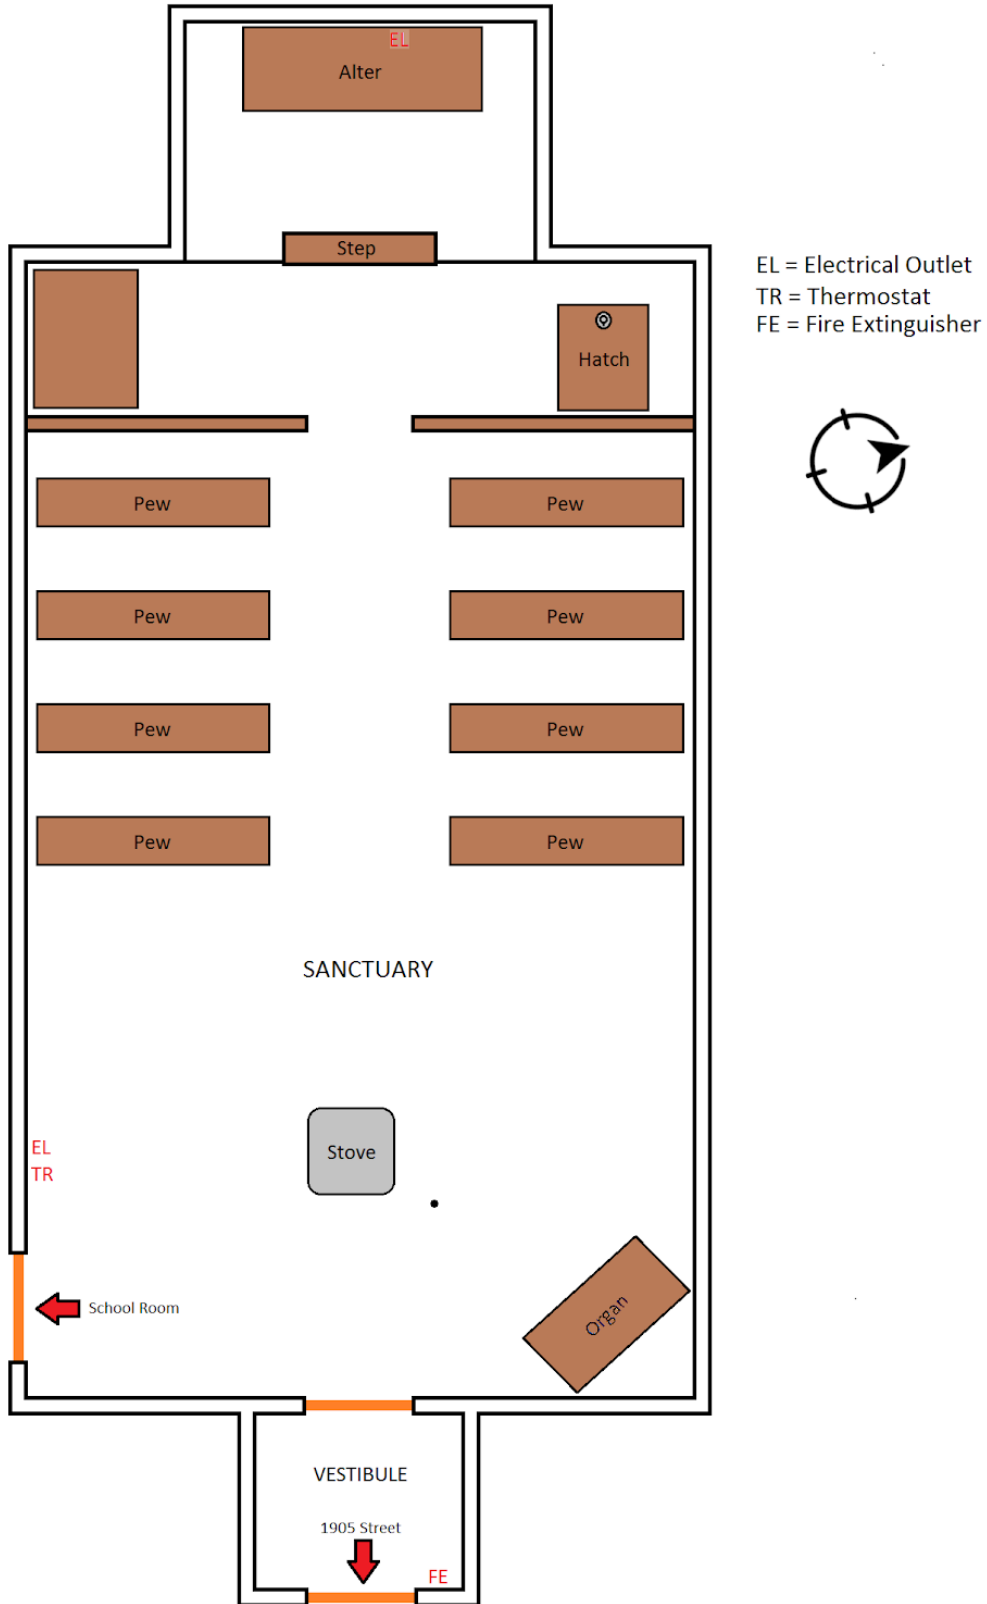 EL
Alter
Step
EL = Electrical Outlet
TR = Thermostat
FE = Fire Extinguisher
Hatch
Pew
Pew
Pew
Pew
Pew
Pew
Pew
Pew
SANCTUARY
Stove
EL
TR
School Room
Organ
VESTIBULE
1905 Street
FE